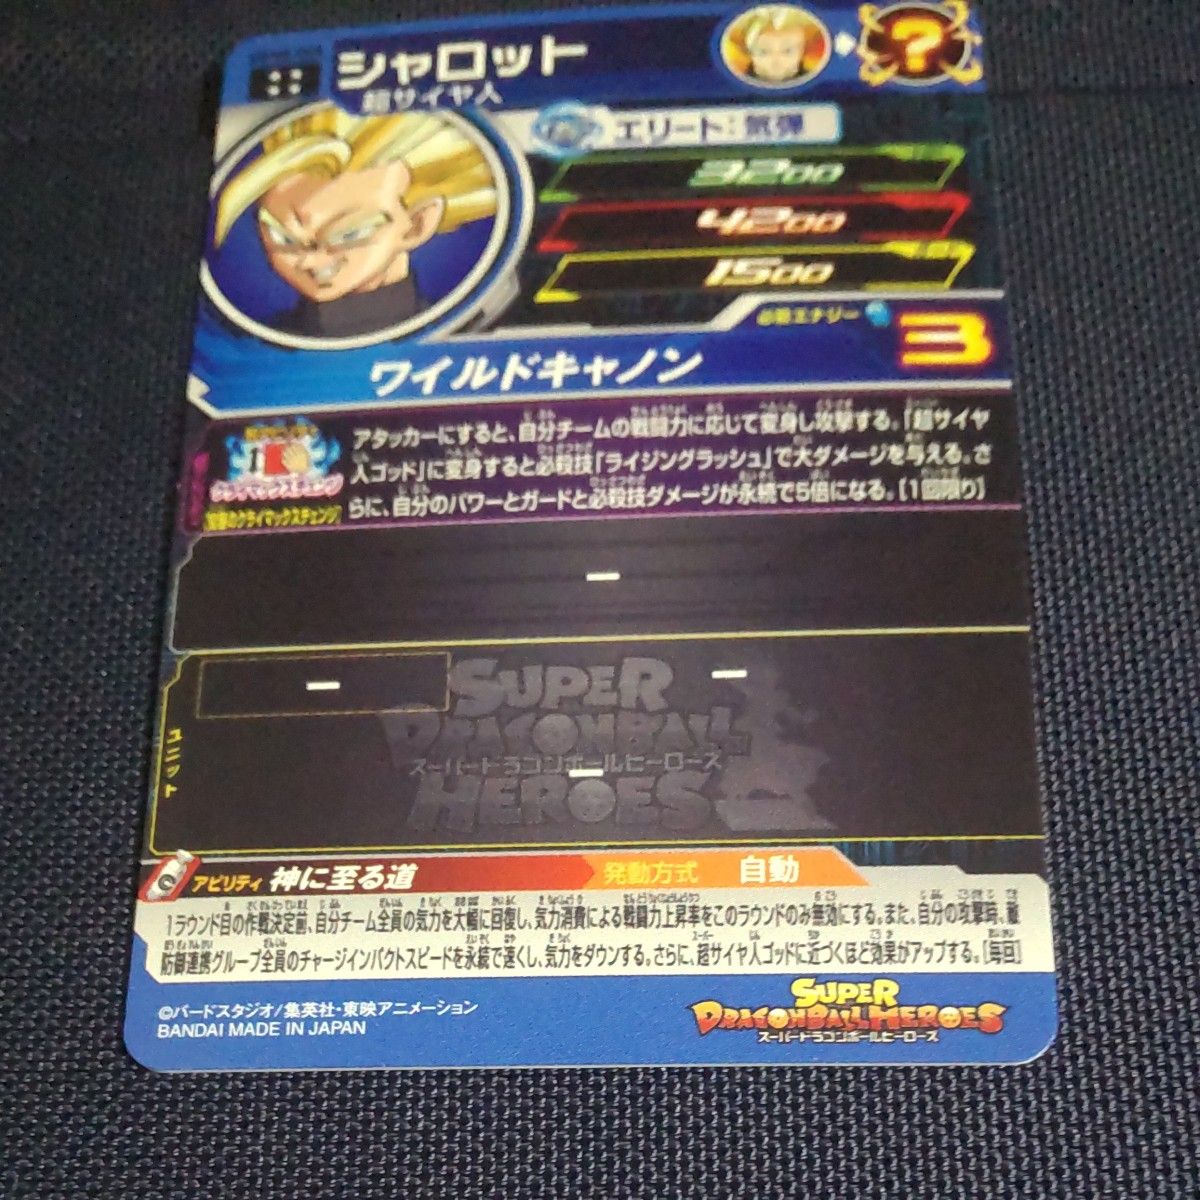 シャロット
超サイヤ人
エリート:気弾
3200
4200
1500
必要エナジー
3
ワイルドキャノン
アタッカーにすると、自分チームの戦闘力に応じて変身し攻撃する。「超サイヤ
人ゴッド」に変身すると必殺技「ライジングラッシュ」で大ダメージを与える。さ
らに、自分のパワーとガードと必殺技ダメージが永続で5倍になる。【1回限り】
のクライマックスチェンジ
ー
ー
ー
ー
ユニット
SUPER
DRAGONBALL
スーパードラゴンボールヒーローズ
HEROES
アビリティ 神に至る道
発動方式 自動
1ラウンド目の作戦決定前、自分チーム全員の気力を大幅に回復し、気力消費による戦闘力上昇率をこのラウンドのみ無効にする。また、自分の攻撃時、敵
防御連携グループ全員のチャージインパクトスピードを永続で速くし、気力をダウンする。さらに、超サイヤ人ゴッドに近づくほど効果がアップする。[毎回]
©バードスタジオ/集英社・東映アニメーション
BANDAI MADE IN JAPAN
SUPER
DRAGONBALL HEROES
スーパードラゴンボールヒーローズ